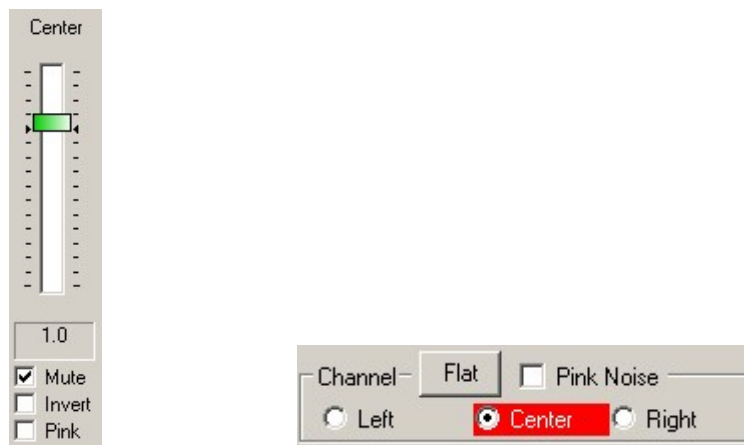 Center
1.0
Mute
Invert
Pink
Channel Flat Pink Noise
Left Center Right